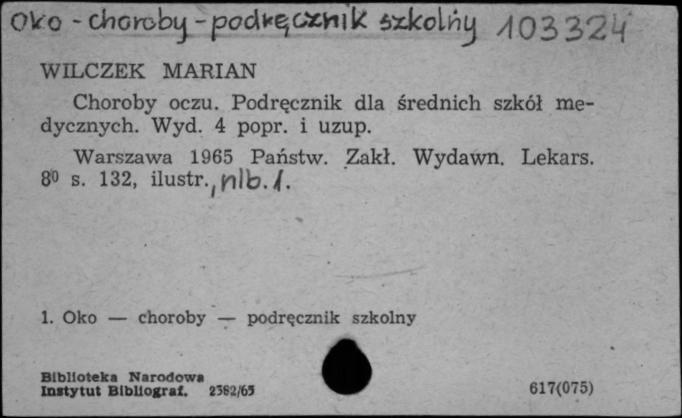 Oko - choroby - podręcznik szkolny 103324
WILCZEK MARIAN
Choroby oczu. Podręcznik dla średnich szkół me-
dycznych. Wyd. 4 popr. i uzup.
Warszawa 1965 Państw. Zakł. Wydawn. Lekars.
8⁰ s. 132, ilustr., nlb. 1.
1. Oko — choroby — podręcznik szkolny
Biblioteka Narodowa
Instytut Bibliograf. 2382/65
617(075)